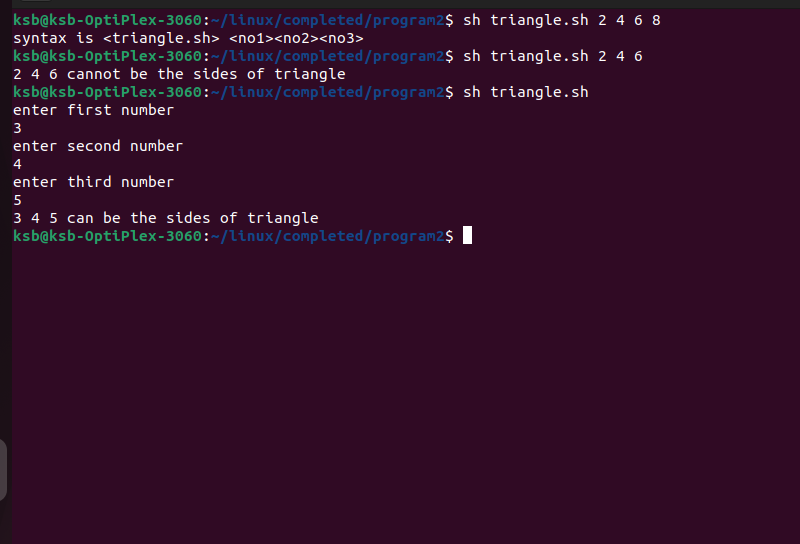 ksb@ksb-OptiPlex-3060:~/linux/completed/program2$ sh triangle.sh 2 4 6 8
syntax is <triangle.sh> <no1><no2><no3>
ksb@ksb-OptiPlex-3060:~/linux/completed/program2$ sh triangle.sh 2 4 6
2 4 6 cannot be the sides of triangle
ksb@ksb-OptiPlex-3060:~/linux/completed/program2$ sh triangle.sh
enter first number
3
enter second number
4
enter third number
5
3 4 5 can be the sides of triangle
ksb@ksb-OptiPlex-3060:~/linux/completed/program2$